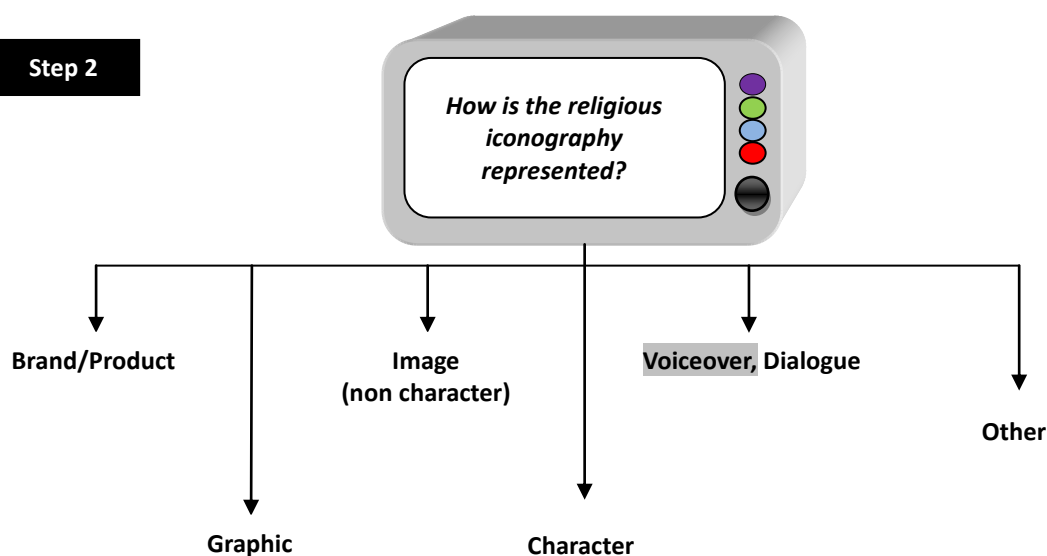 Step 2
How is the religious
iconography
represented?
Brand/Product
Image
(non character)
Voiceover, Dialogue
Other
Graphic
Character